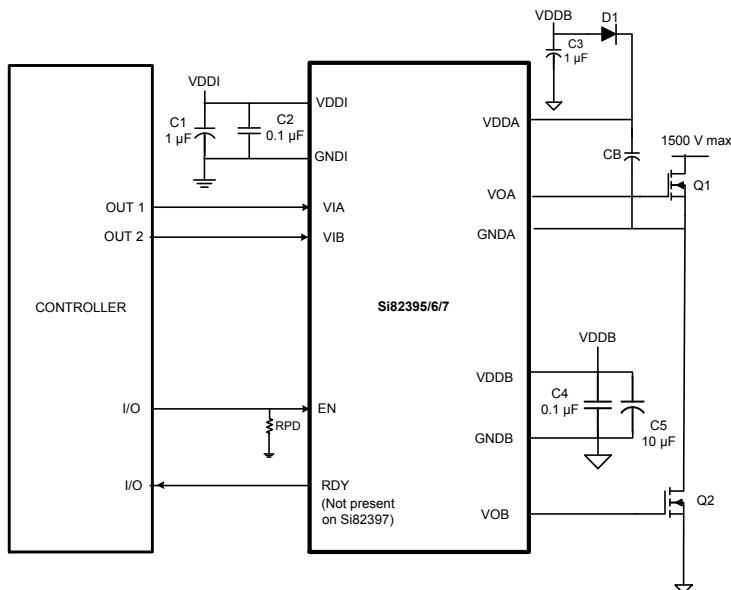 VDDB
D1
C3
1 µF
VDDI
C1
1 µF
C2
0.1 µF
VDDI
GNDI
VDDA
CB
1500 V max
VOA
Q1
GNDA
OUT 1
VIA
OUT 2
VIB
CONTROLLER
Si82395/6/7
VDDB
VDDB
C4
0.1 µF
C5
10 µF
GNDB
I/O
EN
RPD
I/O
RDY
(Not present
on Si82397)
VOB
Q2